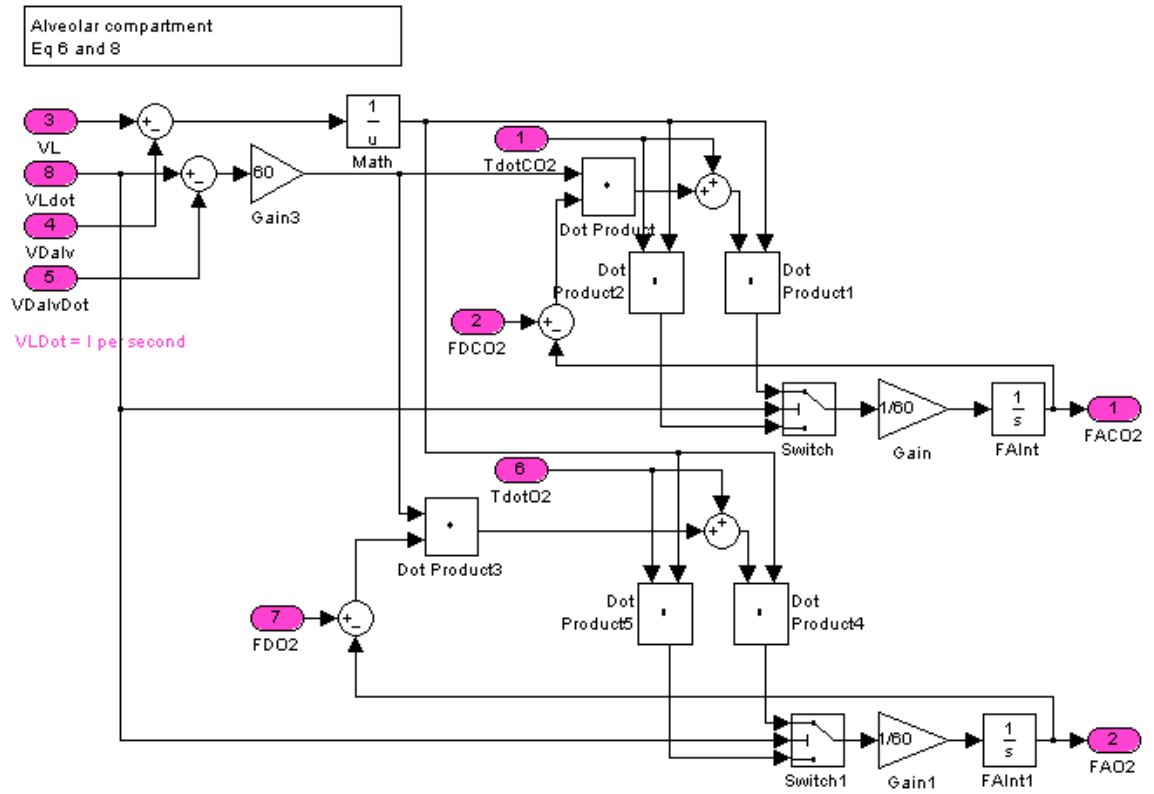 Alveolar compartment
Eq 6 and 8
3
VL
8
VLdot
4
VDalv
5
VDalvDot
VLDot = l per second
+
-
+
-
60
Gain3
1
u
Math
1
TdotCO2
Dot Product
+
+
Dot
Product2
Dot
Product1
2
FDCO2
+
-
Switch
1/60
Gain
1
s
FAInt
1
FACO2
6
TdotO2
Dot Product3
+
+
7
FDO2
+
-
Dot
Product5
Dot
Product4
Switch1
1/60
Gain1
1
s
FAInt1
2
FAO2